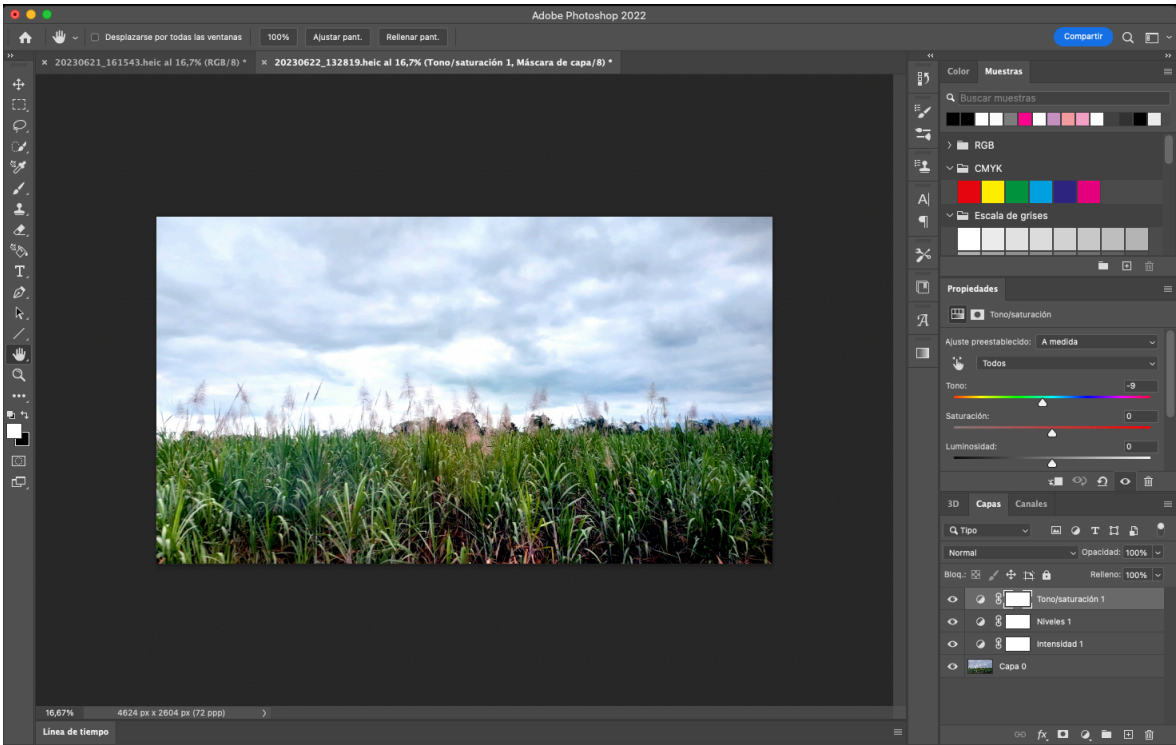 Adobe Photoshop 2022
Desplazarse por todas las ventanas 100% Ajustar pant. Rellenar pant. Compartir
× 20230621_161543.heic al 16,7% (RGB/8) * × 20230622_132819.heic al 16,7% (Tono/saturación 1, Máscara de capa/8) *
Color Muestras
Buscar muestras
RGB
CMYK
Escala de grises
Propiedades
Tono/saturación
Ajuste preestablecido: A medida
Todos
Tono: -9
Saturación: 0
Luminosidad: 0
3D Capas Canales
Tipo
Normal Opacidad: 100%
Bloq.: Relleno: 100%
Tono/saturación 1
Niveles 1
Intensidad 1
Capa 0
16,67% 4624 px x 2604 px (72 ppp)
Línea de tiempo